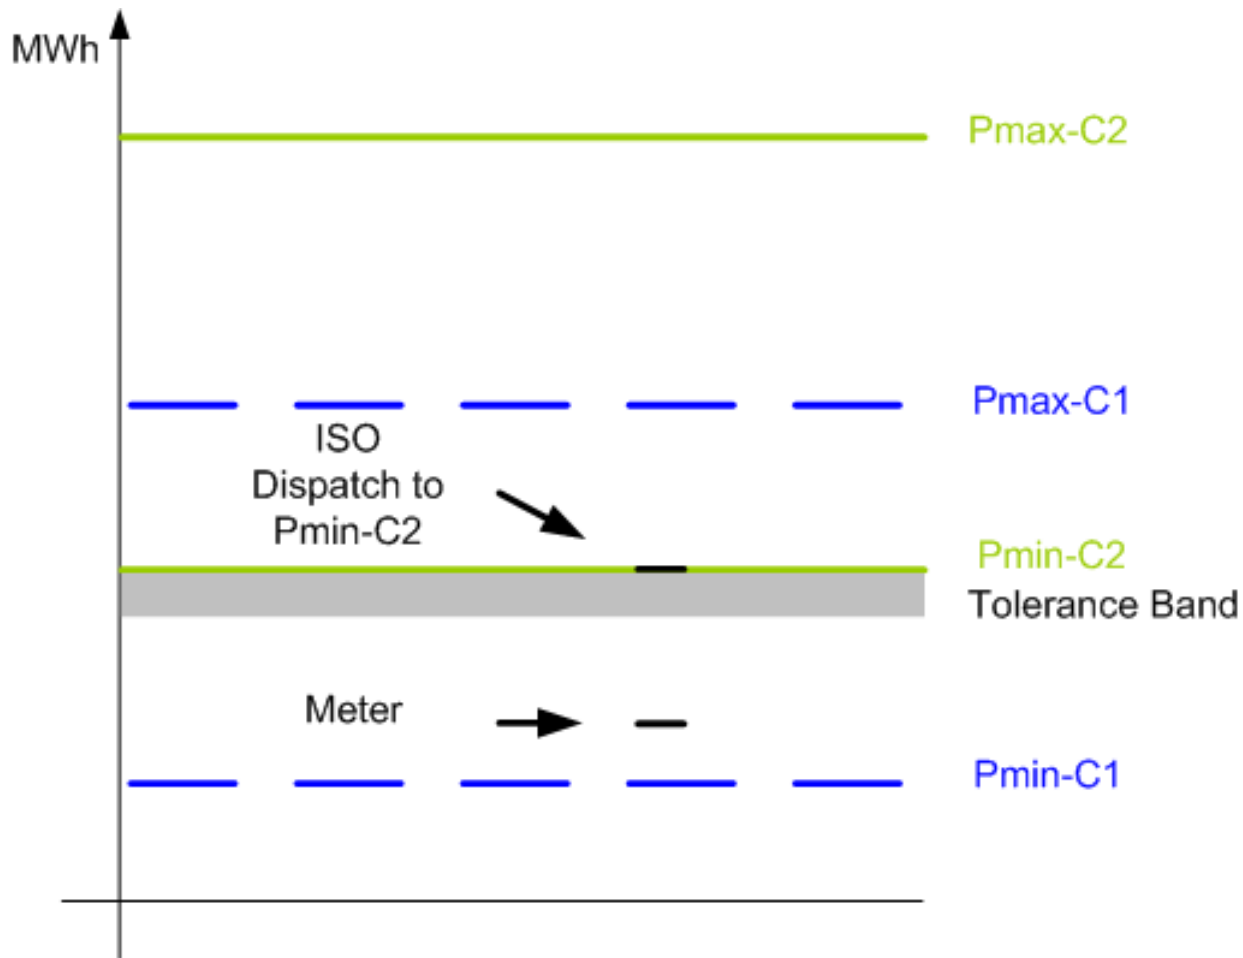 MWh
Pmax-C2
Pmax-C1
ISO
Dispatch to
Pmin-C2
Pmin-C2
Tolerance Band
Meter
Pmin-C1